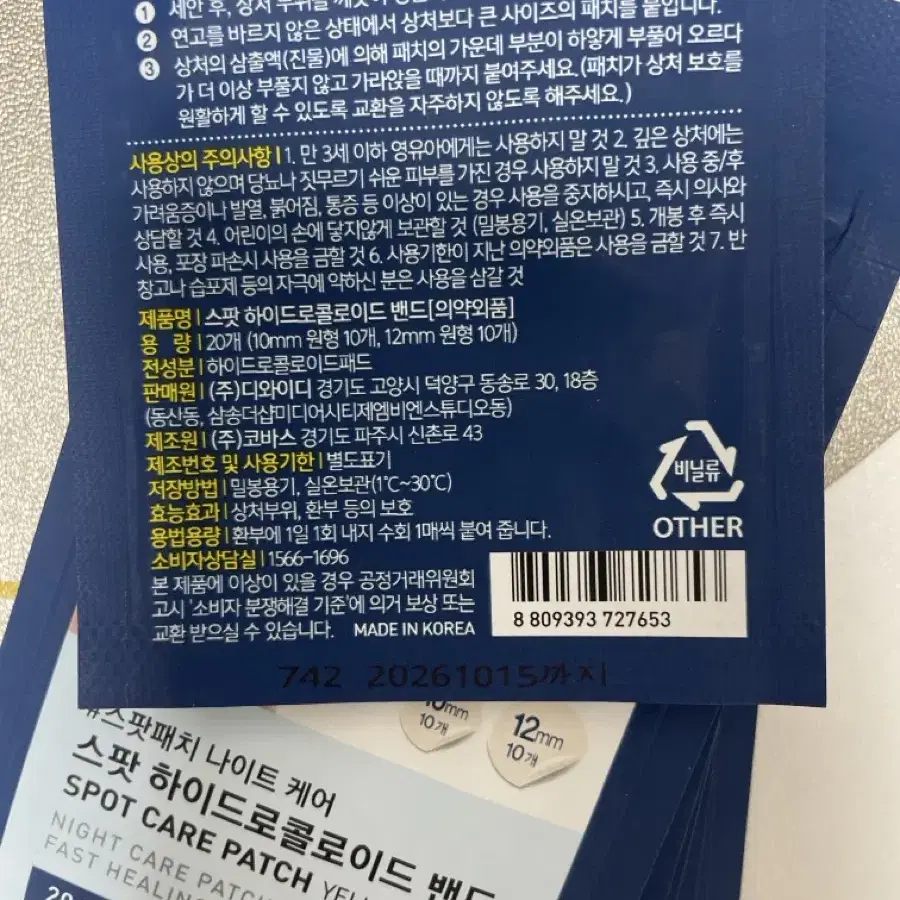 ① 세안 후, 상처 부위를
② 연고를 바르지 않은 상태에서 상처보다 큰 사이즈의 패치를 붙입니다.
③ 상처의 삼출액(진물)에 의해 패치의 가운데 부분이 하얗게 부풀어 오르다
가 더 이상 부풀지 않고 가라앉을 때까지 붙여주세요.(패치가 상처 보호를
원활하게 할 수 있도록 교환을 자주하지 않도록 해주세요.)
사용상의 주의사항 | 1. 만 3세 이하 영유아에게는 사용하지 말 것 2. 깊은 상처에는
사용하지 않으며 당뇨나 짓무르기 쉬운 피부를 가진 경우 사용하지 말 것 3. 사용 중/후
가려움증이나 발열, 붉어짐, 통증 등 이상이 있는 경우 사용을 중지하시고, 즉시 의사와
상담할 것 4. 어린이의 손에 닿지않게 보관할 것 (밀봉용기, 실온보관) 5. 개봉 후 즉시
사용, 포장 파손시 사용을 금할 것 6. 사용기한이 지난 의약외품은 사용을 금할 것 7. 반
창고나 습포제 등의 자극에 약하신 분은 사용을 삼갈 것
제품명 | 스팟 하이드로콜로이드 밴드[의약외품]
용 량 | 20개 (10mm 원형 10개, 12mm 원형 10개)
전성분 | 하이드로콜로이드패드
판매원 | (주)디와이디 경기도 고양시 덕양구 동송로 30, 18층
(동산동, 삼송더샵미디어시티제엠비엔스튜디오동)
제조원 | (주)코바스 경기도 파주시 신촌로 43
제조번호 및 사용기한 | 별도표기
저장방법 | 밀봉용기, 실온보관(1℃~30℃)
효능효과 | 상처부위, 환부 등의 보호
용법용량 | 환부에 1일 1회 내지 수회 1매씩 붙여 줍니다.
소비자상담실 | 1566-1696
본 제품에 이상이 있을 경우 공정거래위원회
고시 '소비자 분쟁해결 기준'에 의거 보상 또는
교환 받으실 수 있습니다. MADE IN KOREA
비닐류
OTHER
8 809393 727653
742 20261015까지
10mm
10개
12mm
10개
#스팟패치 나이트 케어
스팟 하이드로콜로이드 밴드
SPOT CARE PATCH
NIGHT CARE PATCH
FAST HEALING